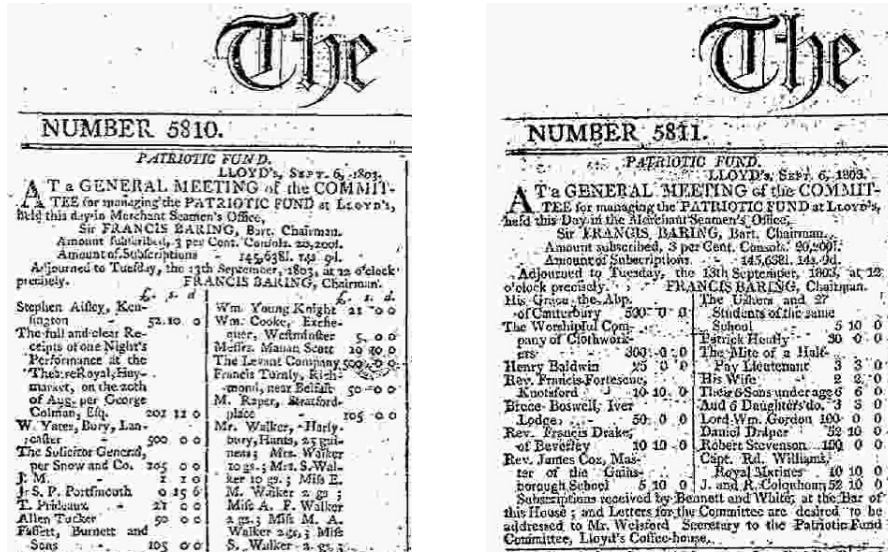 The
NUMBER 5810.
PATRIOTIC FUND.
LLOYD's, SEPT. 6, 1803.
AT a GENERAL MEETING of the COMMIT-
TEE for managing the PATRIOTIC FUND at LLOYD's,
held this day in Merchant Seamen's Office,
Sir FRANCIS BARING, Bart. Chairman.
Amount subscribed, 3 per Cent. Consols. 20,200l.
Amount of Subscriptions - 145,638l. 14s 9d.
Adjourned to Tuesday, the 13th September, 1803, at 12 o'clock
precisely. FRANCIS BARING, Chairman.
£. s. d
Stephen Aisley, Ken-
sington - 52 10 0
The full and clear Re-
ceipts of one Night's
Performance at the
Theatre Royal, Hay-
market, on the 20th
of Aug. per George
Colman, Esq. 201 12 0
W. Yates, Bury, Lan-
caster - 500 0 0
The Solicitor General,
per Snow and Co. 105 0 0
J. M. - 1 1 0
J. S. P. Portsmouth 0 15 6
T. Prideaux - 21 0 0
Allen Tucker 50 0 0
Fassett, Burnett and
Sons 105 0 0
£. s. d.
Wm. Young Knight 21 0 0
Wm. Cooke, Exche-
quer, Westminster 5 0 0
Messrs. Manan Scott
The Levant Company 500 0 0
Francis Turnly, Rich-
mond, near Belfast 50 0 0
M. Raper, Stratford-
place - 105 0 0
Mr. Walker,
bury, Hants, 25 gui-
neas; Mrs. Walker
10 gs.; Mrs. S. Wal-
ker 10 gs.; Miss E.
M. Walker 2 gs;
Miss A. F. Walker
2 gs.; Miss M. A.
Walker 2gs,; Miss
S. Walker 2 gs.;
The
NUMBER 5811.
PATRIOTIC FUND.
LLOYD's, SEPT. 6, 1803.
AT a GENERAL MEETING of the COMMIT-
TEE for managing the PATRIOTIC FUND at LLOYD's,
held this Day in the Merchant Seamen's Office,
Sir FRANCIS BARING, Bart. Chairman.
Amount subscribed, 3 per Cent. Consols. 20,200l.
Amount of Subscriptions - 145,638l. 14s. 9d.
Adjourned to Tuesday, the 13th September, 1803, at 12
o'clock precisely. FRANCIS BARING, Chairman.
His Grace the Abp.
of Canterbury 500 0 0
The Worshipful Com-
pany of Clothwork-
ers 300 0 0
Henry Baldwin 25 0 0
Rev. Francis Fortescue,
Knotsford - 10 10 0
Bruce Boswell, Iver
Lodge 50 0 0
Rev. Francis Drake,
of Beverley 10 10 0
Rev. James Cox, Mas-
ter of the Gains-
borough School 5 10 0
The Ushers and 27
Students of the same
School - 5 10 0
Patrick Heatly 30 0 0
The Mite of a Half-
Pay Lieutenant 3 3 0
His Wife - 2 2 0
Their 6 Sons under age 6 6 0
And 6 Daughters do. 3 3 0
Lord Wm. Gordon 100 0 0
Daniel Draper 52 10 0
Robert Stevenson 100 0 0
Capt. Rd. Williams,
Royal Marines 10 10 0
J. and R. Colquhoun 52 10 0
Subscriptions received by Bennett and White, at the Bar of
this House; and Letters for the Committee are desired to be
addressed to Mr. Welsford Secretary to the Patriotic Fund
Committee, Lloyd's Coffee-house.